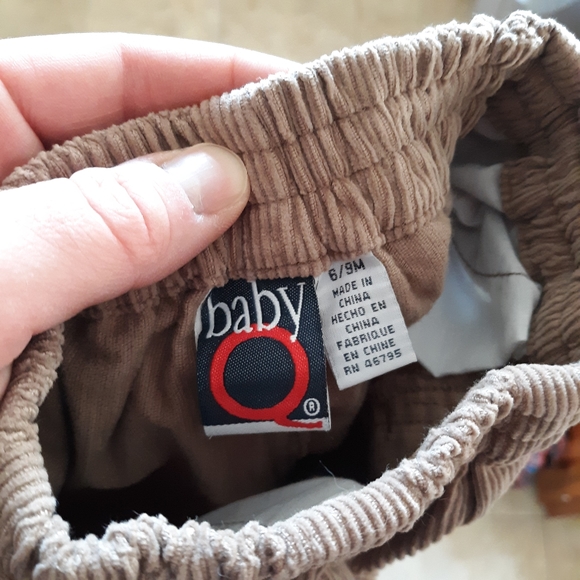 baby
Q®
6/9M
MADE IN
CHINA
HECHO EN
CHINA
FABRIQUE
EN CHINE
RN 46795